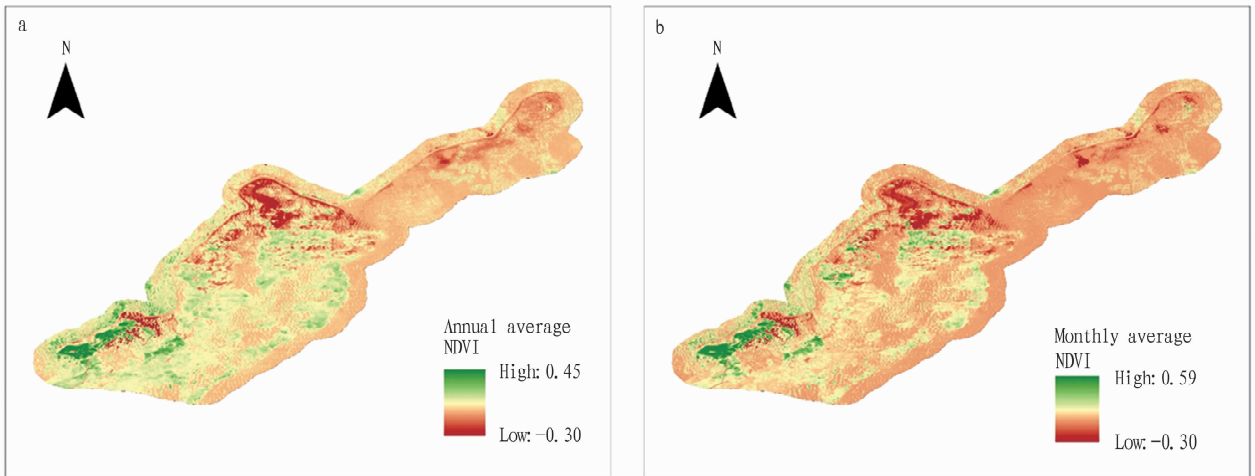 a
N
Annual average
NDVI
High: 0.45
Low: -0.30
b
N
Monthly average
NDVI
High: 0.59
Low: -0.30